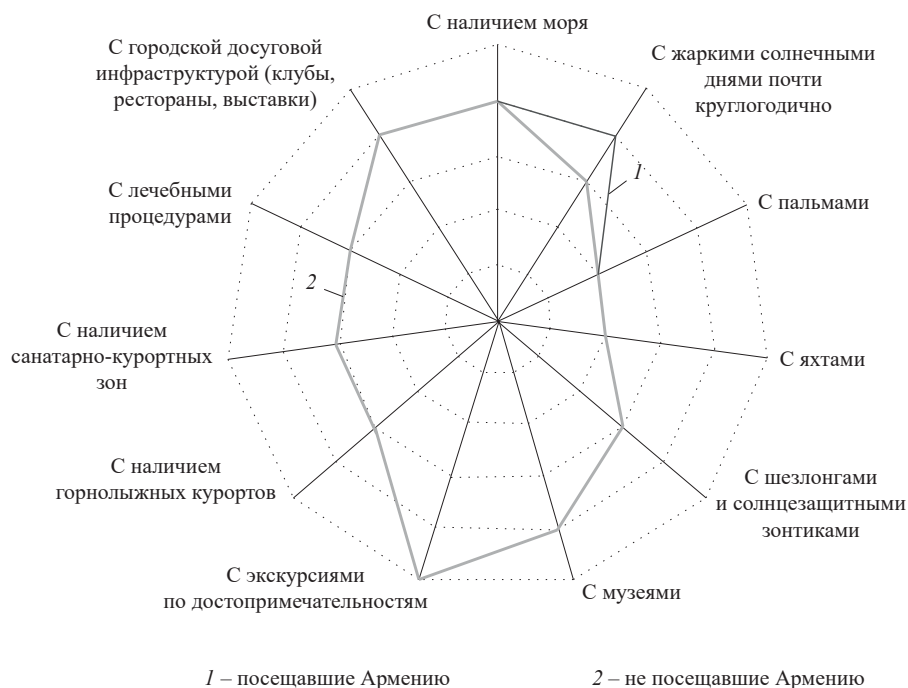 С наличием моря
С городской досуговой
инфраструктурой (клубы,
рестораны, выставки)
С жаркими солнечными
днями почти
круглогодично
1
С лечебными
процедурами
С пальмами
2
С наличием
санатарно-курортных
зон
С яхтами
С наличием
горнолыжных курортов
С шезлонгами
и солнцезащитными
зонтиками
С экскурсиями
по достопримечательностям
С музеями
1 – посещавшие Армению
2 – не посещавшие Армению